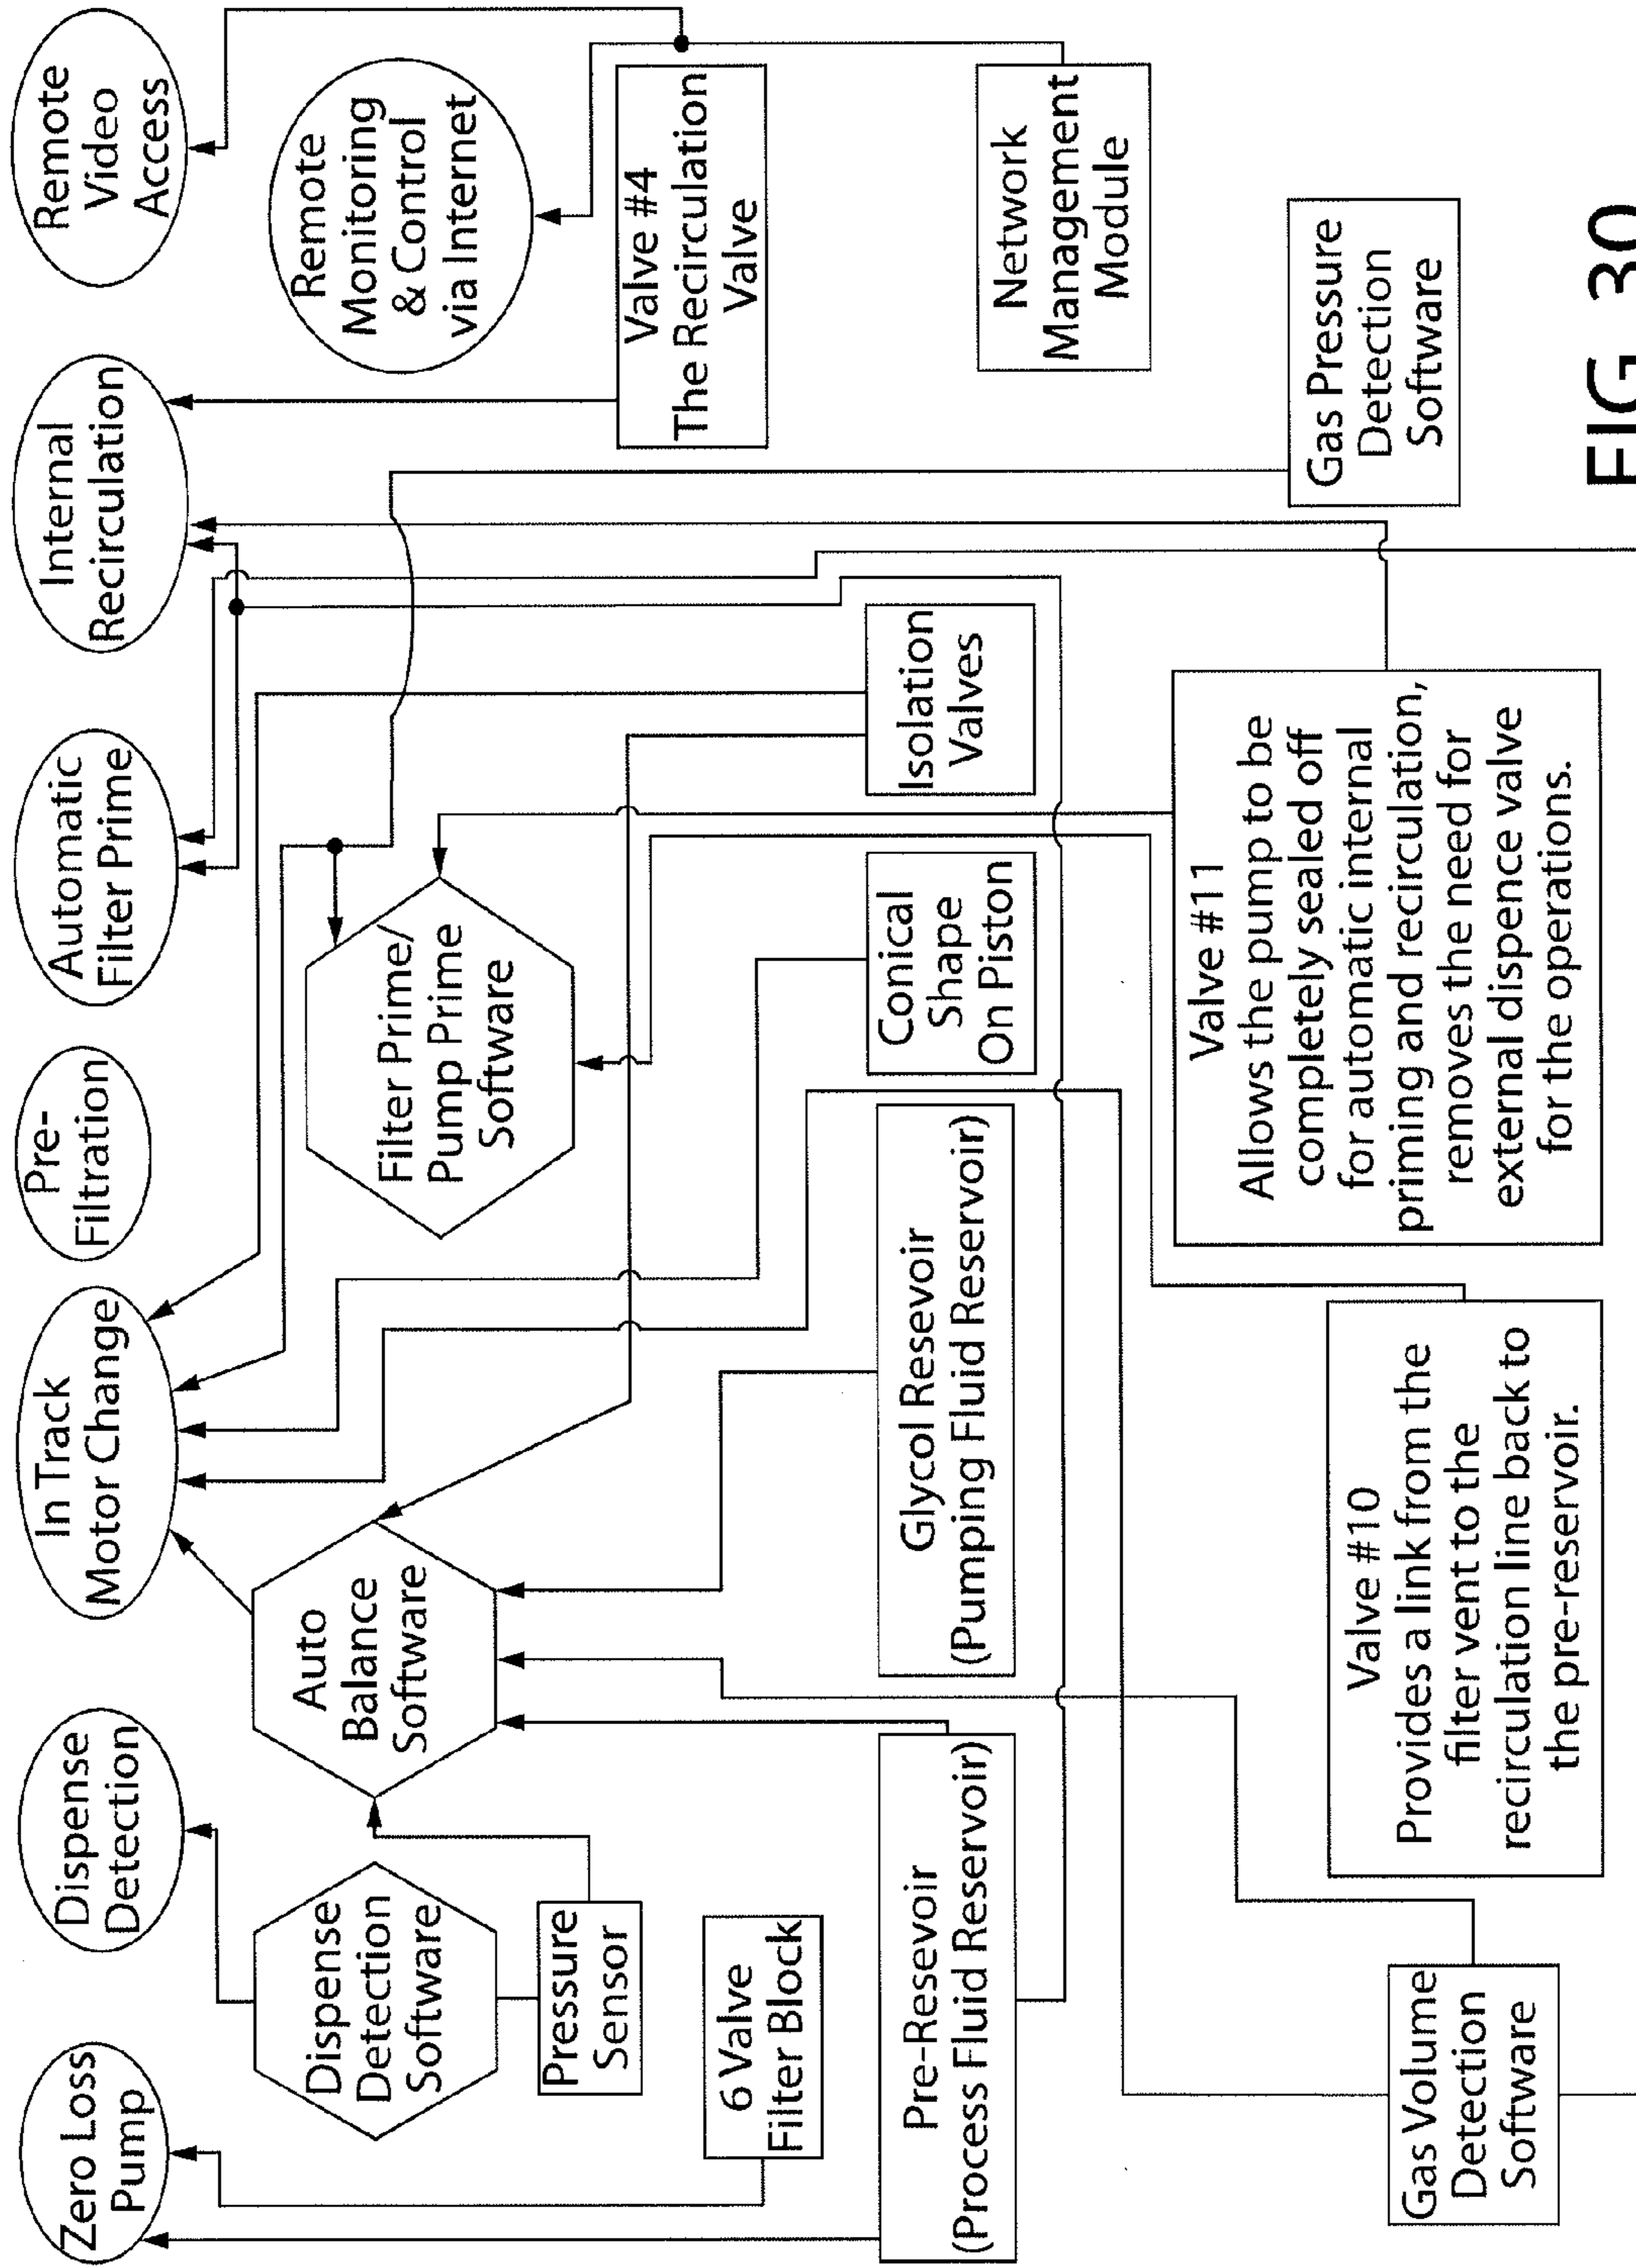 Zero Loss
Pump
Dispense
Detection
In Track
Motor Change
Pre-
Filtration
Automatic
Filter Prime
Internal
Recirculation
Remote
Video
Access
Dispense
Detection
Software
Auto
Balance
Software
Filter Prime/
Pump Prime
Software
Remote
Monitoring
& Control
via Internet
Pressure
Sensor
6 Valve
Filter Block
Valve #4
The Recirculation
Valve
Pre-Resevoir
(Process Fluid Reservoir)
Glycol Resevoir
(Pumping Fluid Reservoir)
Conical
Shape
On Piston
Isolation
Valves
Network
Management
Module
Gas Volume
Detection
Software
Valve #10
Provides a link from the
filter vent to the
recirculation line back to
the pre-reservoir.
Valve #11
Allows the pump to be
completely sealed off
for automatic internal
priming and recirculation,
removes the need for
external dispence valve
for the operations.
Gas Pressure
Detection
Software
FIG 30